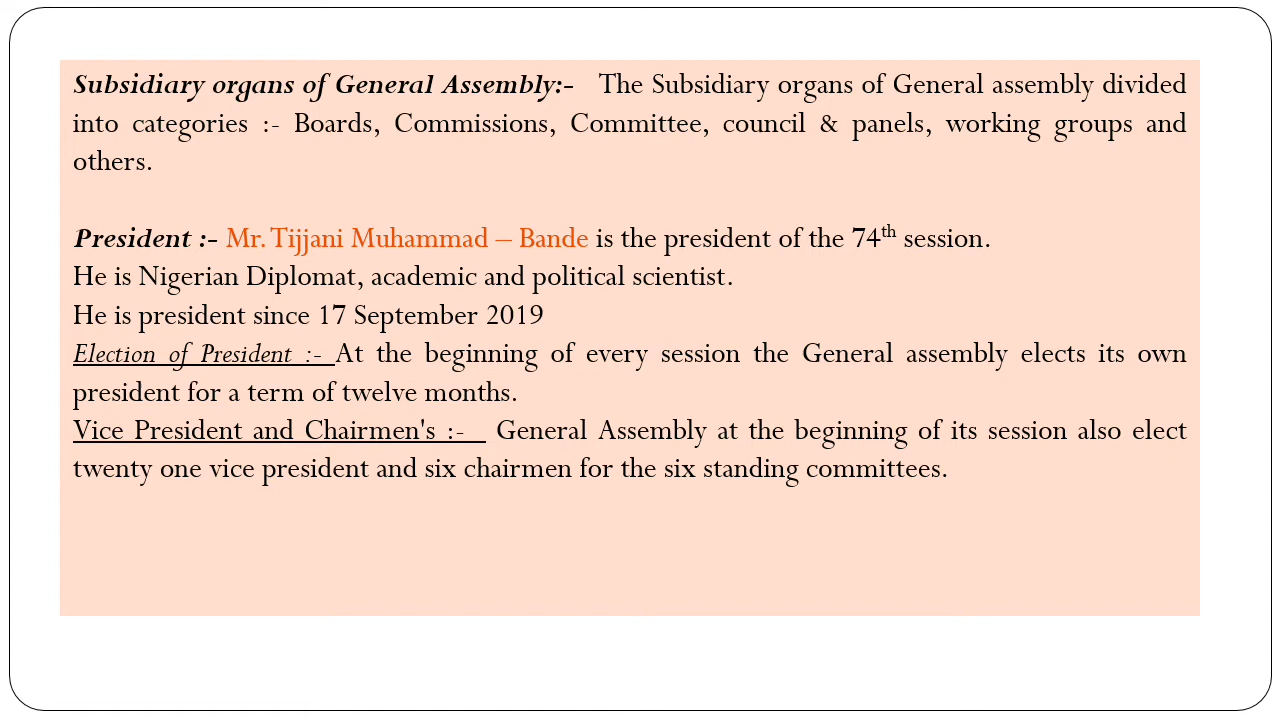 Subsidiary organs of General Assembly:- The Subsidiary organs of General assembly divided
into categories :- Boards, Commissions, Committee, council & panels, working groups and
others.
President :- Mr. Tijjani Muhammad – Bande is the president of the 74th session.
He is Nigerian Diplomat, academic and political scientist.
He is president since 17 September 2019
Election of President :- At the beginning of every session the General assembly elects its own
president for a term of twelve months.
Vice President and Chairmen's :- General Assembly at the beginning of its session also elect
twenty one vice president and six chairmen for the six standing committees.